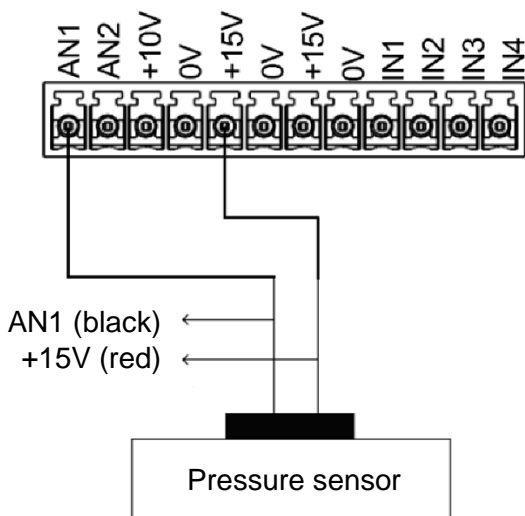 AN1 AN2 +10V 0V +15V 0V +15V 0V IN1 IN2 IN3 IN4
AN1 (black)
+15V (red)
Pressure sensor